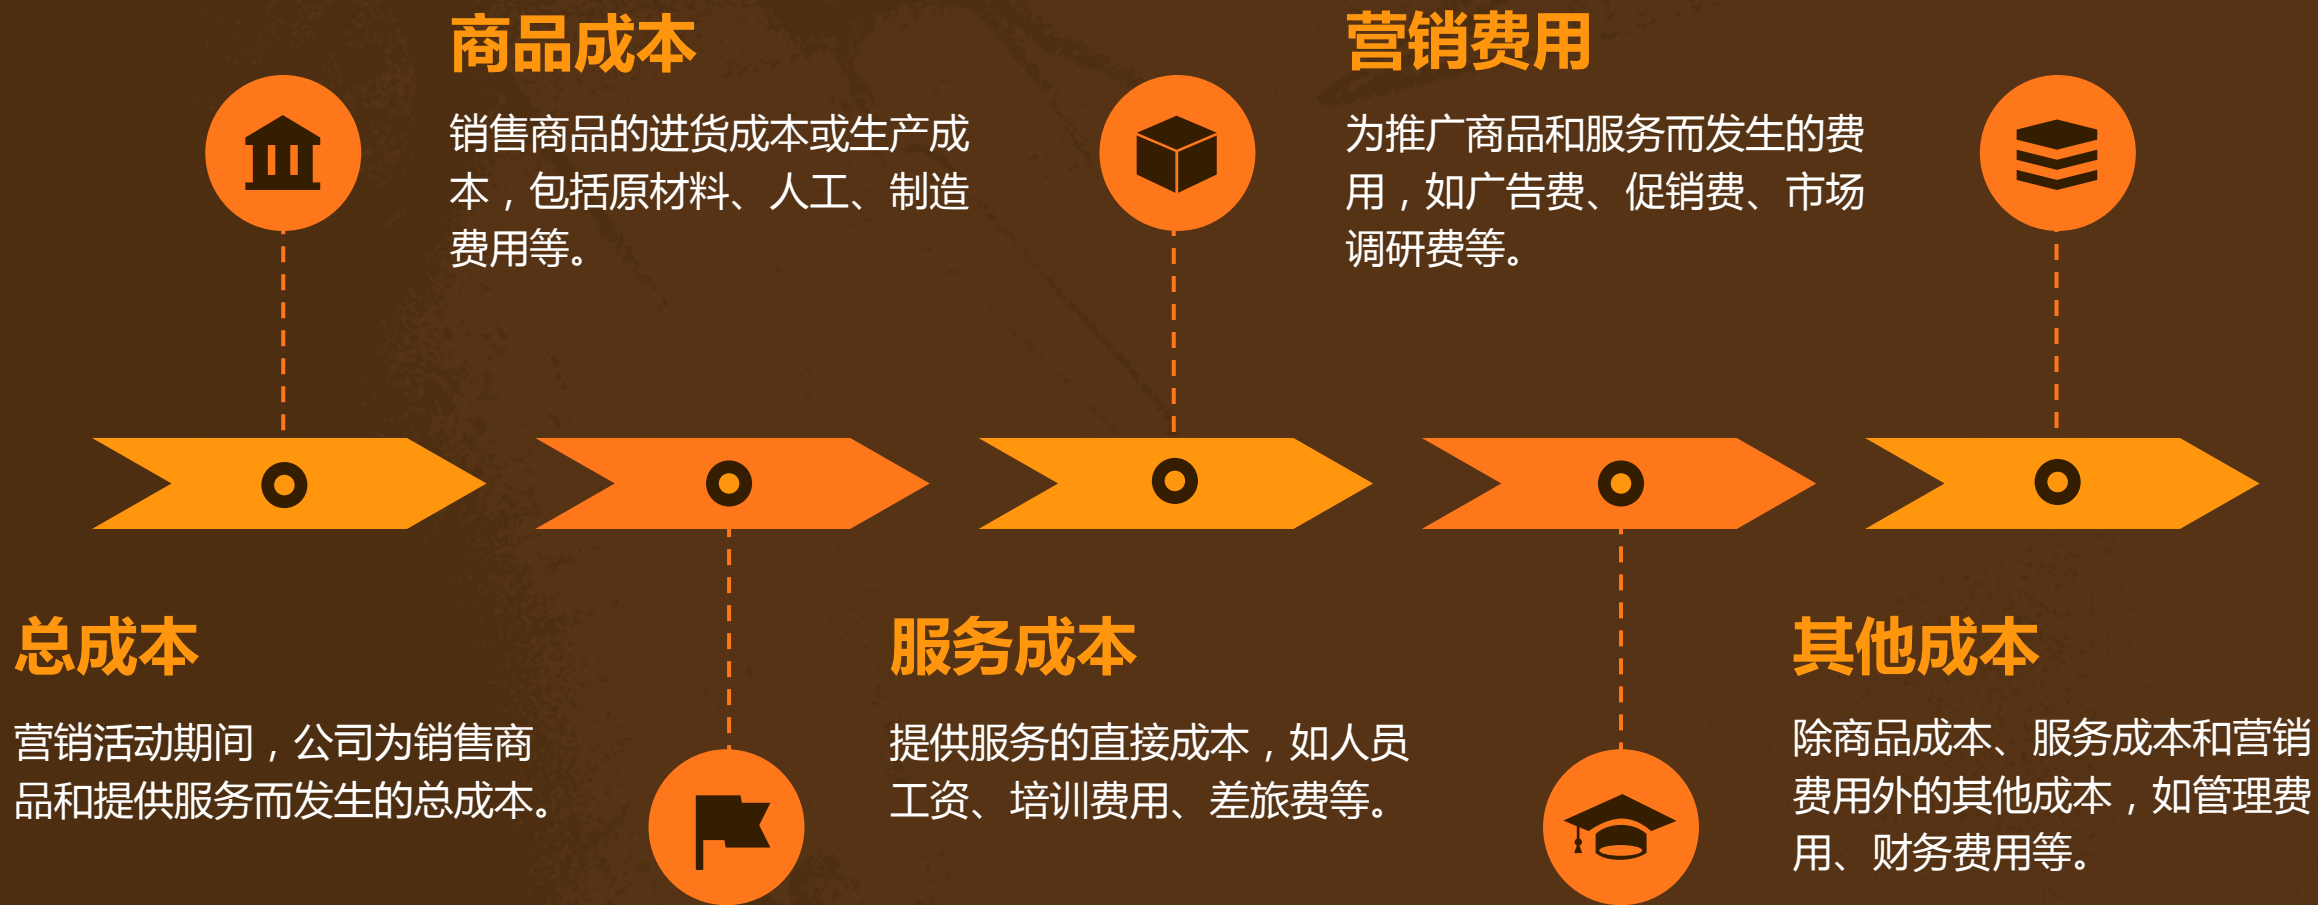 商品成本
销售商品的进货成本或生产成
本，包括原材料、人工、制造
费用等。
营销费用
为推广商品和服务而发生的费
用，如广告费、促销费、市场
调研费等。
总成本
营销活动期间，公司为销售商
品和提供服务而发生的总成本。
服务成本
提供服务的直接成本，如人员
工资、培训费用、差旅费等。
其他成本
除商品成本、服务成本和营销
费用外的其他成本，如管理费
用、财务费用等。